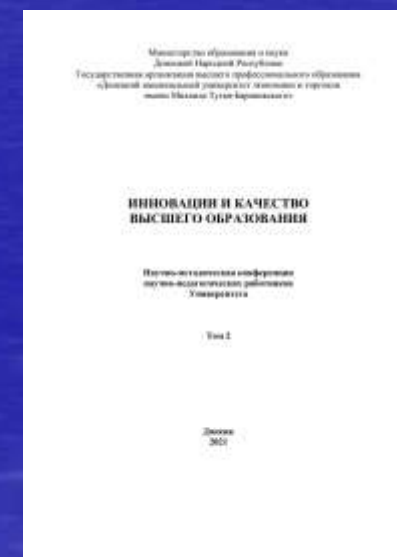 Министерство образования и науки
Донецкой Народной Республики
Государственная организация высшего профессионального образования
«Донецкий национальный университет экономики и торговли
имени Михаила Туган-Барановского»
ИННОВАЦИИ И КАЧЕСТВО
ВЫСШЕГО ОБРАЗОВАНИЯ
Научно-методическая конференция
научно-педагогических работников
Университета
Том 2
Донецк
2021